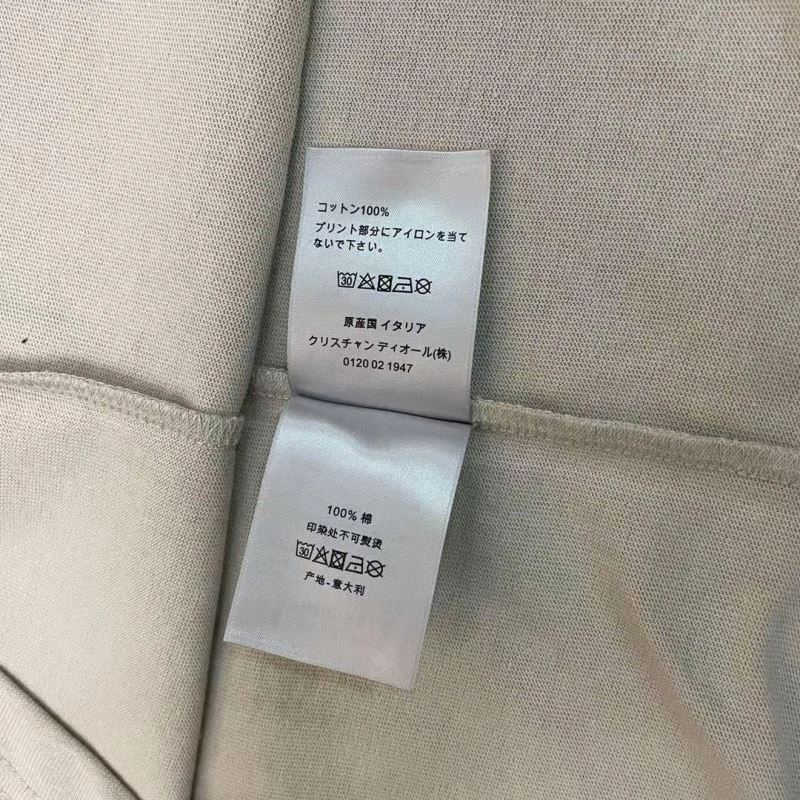 コットン100%
プリント部分にアイロンを当て
ないで下さい。
30
原産国 イタリア
クリスチャン ディオール(株)
0120 02 1947
100% 棉
印染处不可熨烫
30
产地-意大利